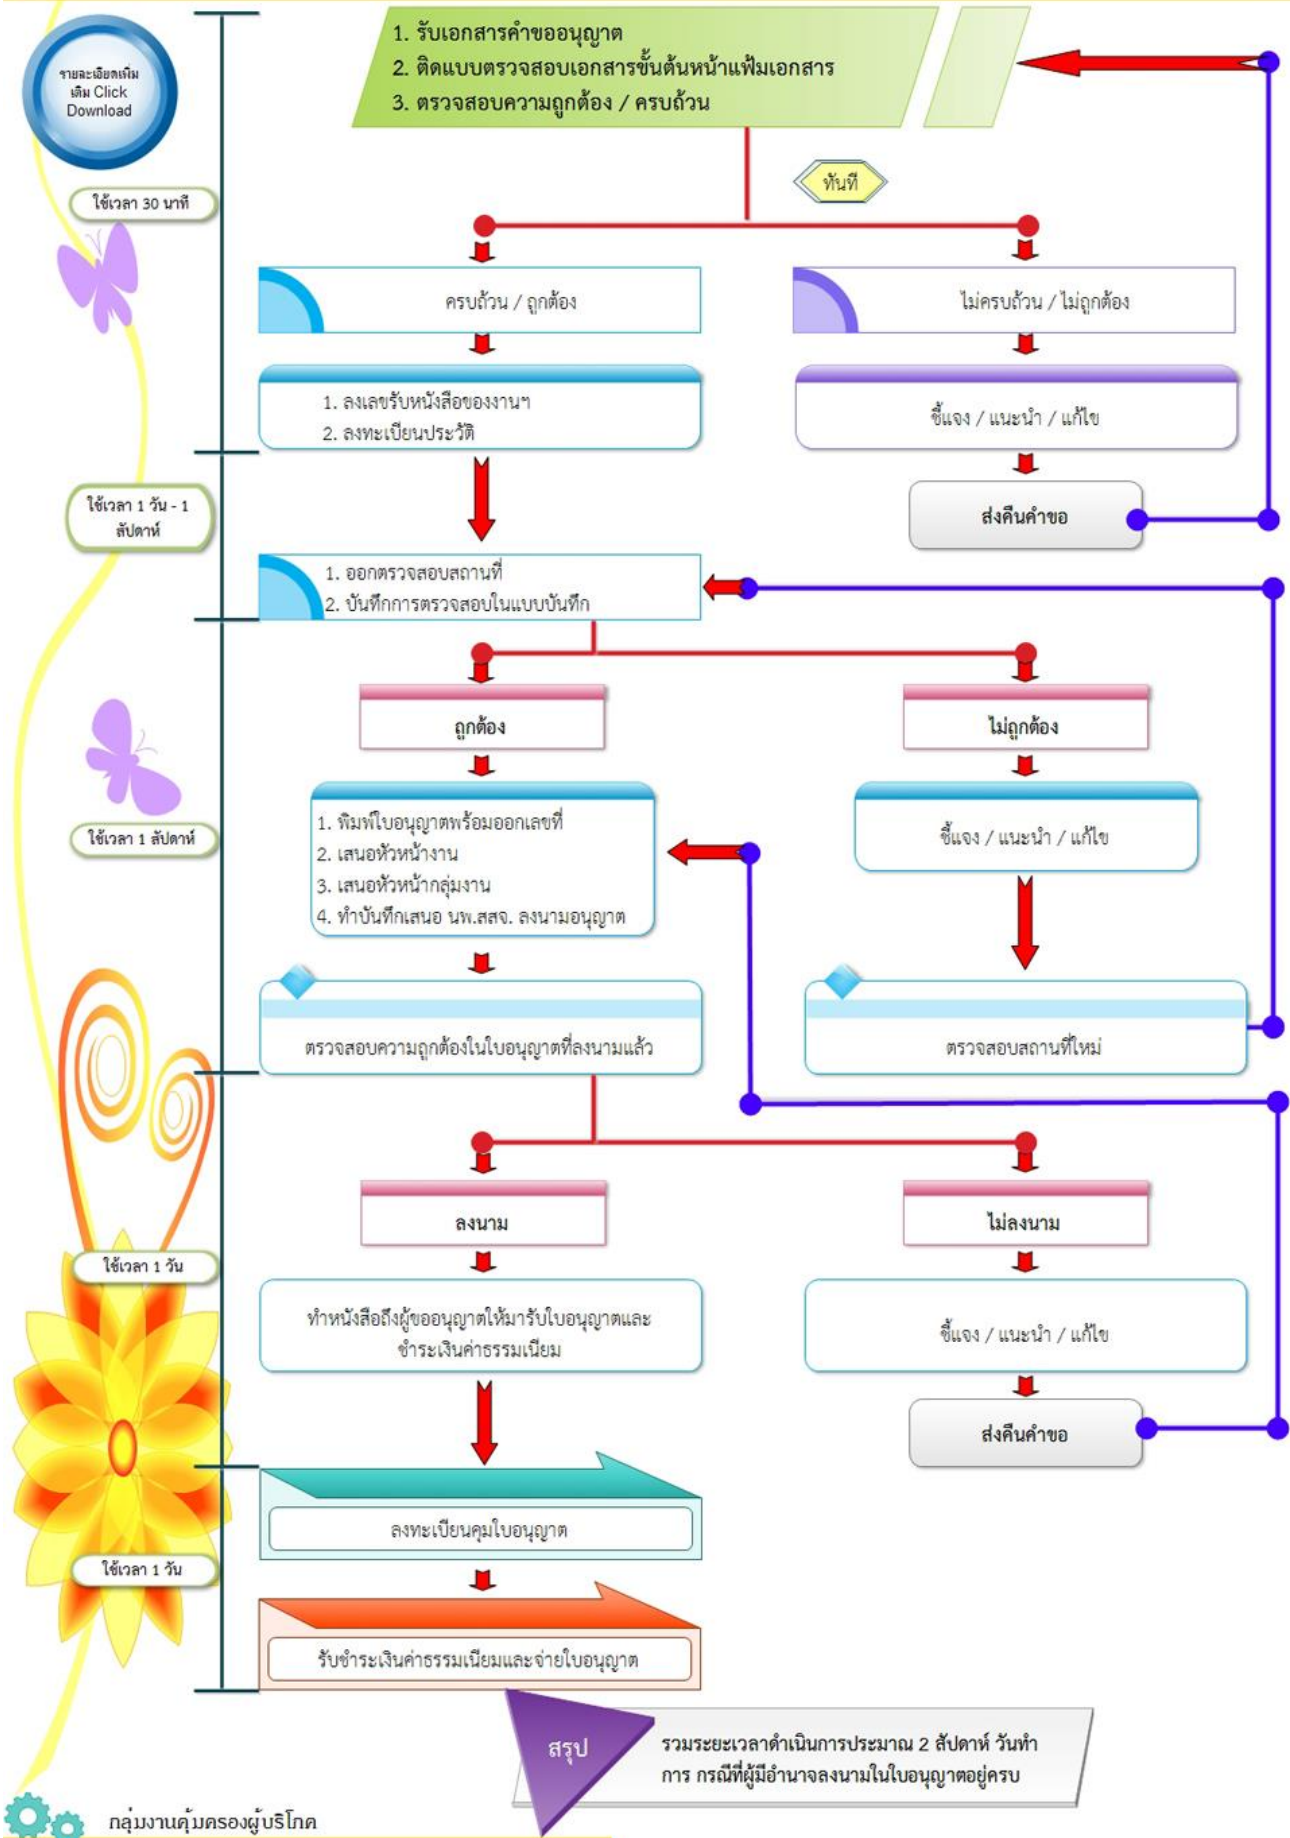 รายละเอียดเพิ่ม
เติม Click
Download
1. รับเอกสารคำขออนุญาต
2. ติดแบบตรวจสอบเอกสารขั้นต้นหน้าแฟ้มเอกสาร
3. ตรวจสอบความถูกต้อง / ครบถ้วน
ทันที
ใช้เวลา 30 นาที
ครบถ้วน / ถูกต้อง
ไม่ครบถ้วน / ไม่ถูกต้อง
1. ลงเลขรับหนังสือของงานฯ
2. ลงทะเบียนประวัติ
ชี้แจง / แนะนำ / แก้ไข
ใช้เวลา 1 วัน - 1
สัปดาห์
ส่งคืนคำขอ
1. ออกตรวจสอบสถานที่
2. บันทึกการตรวจสอบในแบบบันทึก
ถูกต้อง
ไม่ถูกต้อง
ใช้เวลา 1 สัปดาห์
1. พิมพ์ใบอนุญาตพร้อมออกเลขที่
2. เสนอหัวหน้างาน
3. เสนอหัวหน้ากลุ่มงาน
4. ทำบันทึกเสนอ นพ.สสจ. ลงนามอนุญาต
ชี้แจง / แนะนำ / แก้ไข
ตรวจสอบความถูกต้องในใบอนุญาตที่ลงนามแล้ว
ตรวจสอบสถานที่ใหม่
ลงนาม
ไม่ลงนาม
ใช้เวลา 1 วัน
ทำหนังสือถึงผู้ขออนุญาตให้มารับใบอนุญาตและ
ชำระเงินค่าธรรมเนียม
ชี้แจง / แนะนำ / แก้ไข
ส่งคืนคำขอ
ลงทะเบียนคุมใบอนุญาต
ใช้เวลา 1 วัน
รับชำระเงินค่าธรรมเนียมและจ่ายใบอนุญาต
สรุป
รวมระยะเวลาดำเนินการประมาณ 2 สัปดาห์ วันทำ
การ กรณีที่ผู้มีอำนาจลงนามในใบอนุญาตอยู่ครบ
กลุ่มงานคุ้มครองผู้บริโภค